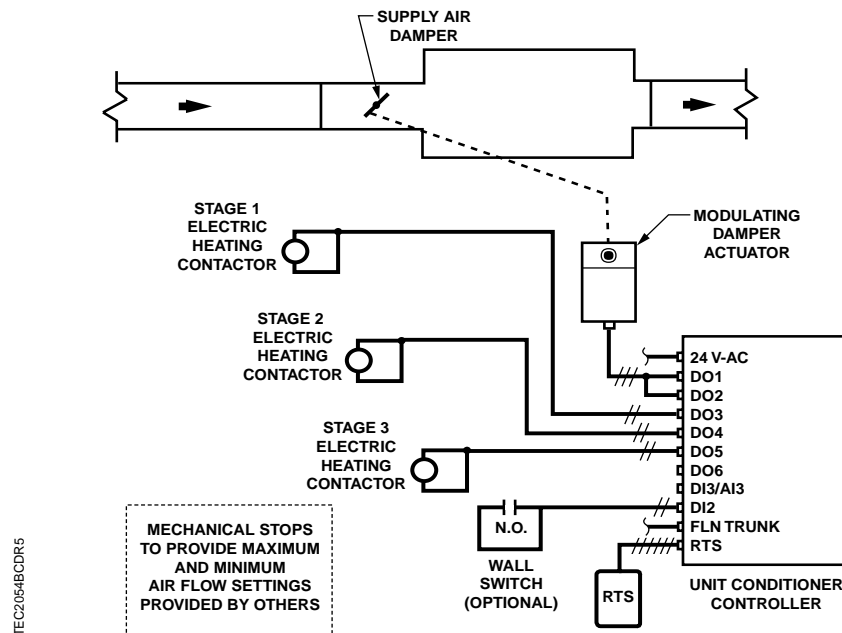 SUPPLY AIR
DAMPER
STAGE 1
ELECTRIC
HEATING
CONTACTOR
MODULATING
DAMPER
ACTUATOR
STAGE 2
ELECTRIC
HEATING
CONTACTOR
STAGE 3
ELECTRIC
HEATING
CONTACTOR
24 V-AC
DO1
DO2
DO3
DO4
DO5
DO6
DI3/AI3
DI2
FLN TRUNK
RTS
UNIT CONDITIONER
CONTROLLER
N.O.
WALL
SWITCH
(OPTIONAL)
RTS
MECHANICAL STOPS
TO PROVIDE MAXIMUM
AND MINIMUM
AIR FLOW SETTINGS
PROVIDED BY OTHERS
TEC2054BCDR5